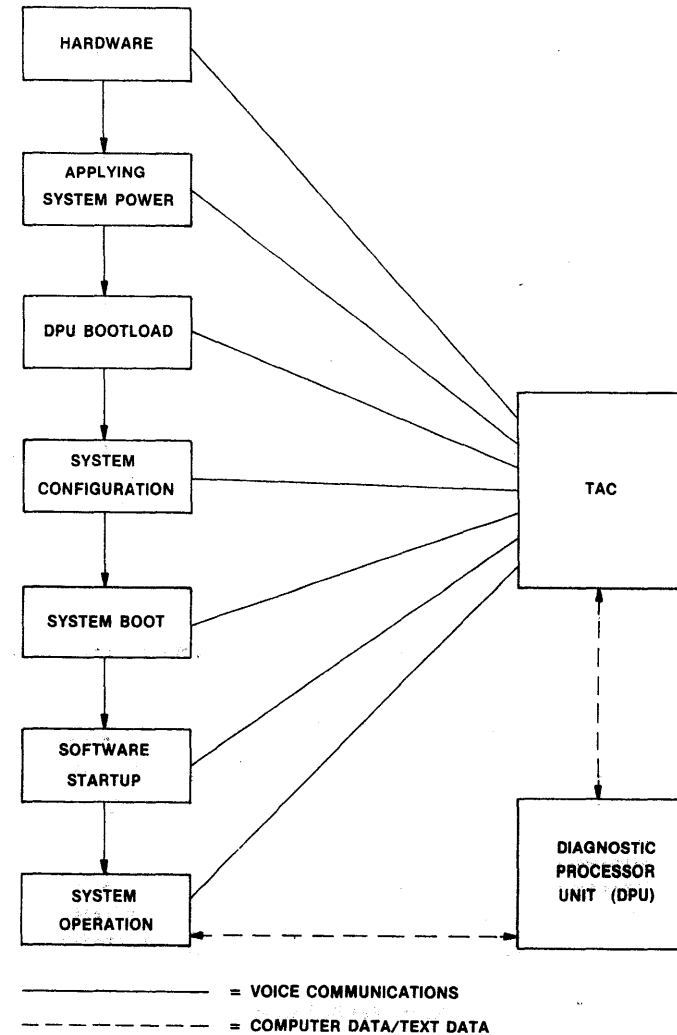 HARDWARE
APPLYING
SYSTEM POWER
DPU BOOTLOAD
SYSTEM
CONFIGURATION
SYSTEM BOOT
SOFTWARE
STARTUP
SYSTEM
OPERATION
TAC
DIAGNOSTIC
PROCESSOR
UNIT (DPU)
= VOICE COMMUNICATIONS
= COMPUTER DATA/TEXT DATA